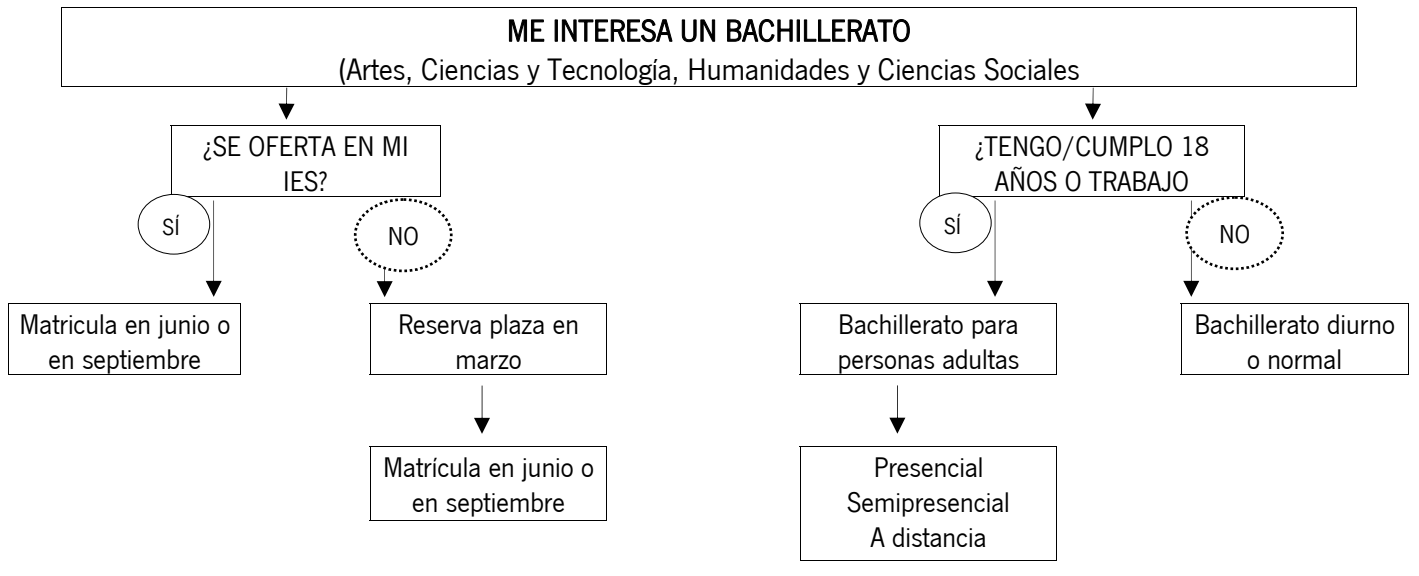 ME INTERESA UN BACHILLERATO
(Artes, Ciencias y Tecnología, Humanidades y Ciencias Sociales
¿SE OFERTA EN MI
IES?
¿TENGO/CUMPLO 18
AÑOS O TRABAJO
SÍ
NO
SÍ
NO
Matricula en junio o
en septiembre
Reserva plaza en
marzo
Bachillerato para
personas adultas
Bachillerato diurno
o normal
Matrícula en junio o
en septiembre
Presencial
Semipresencial
A distancia